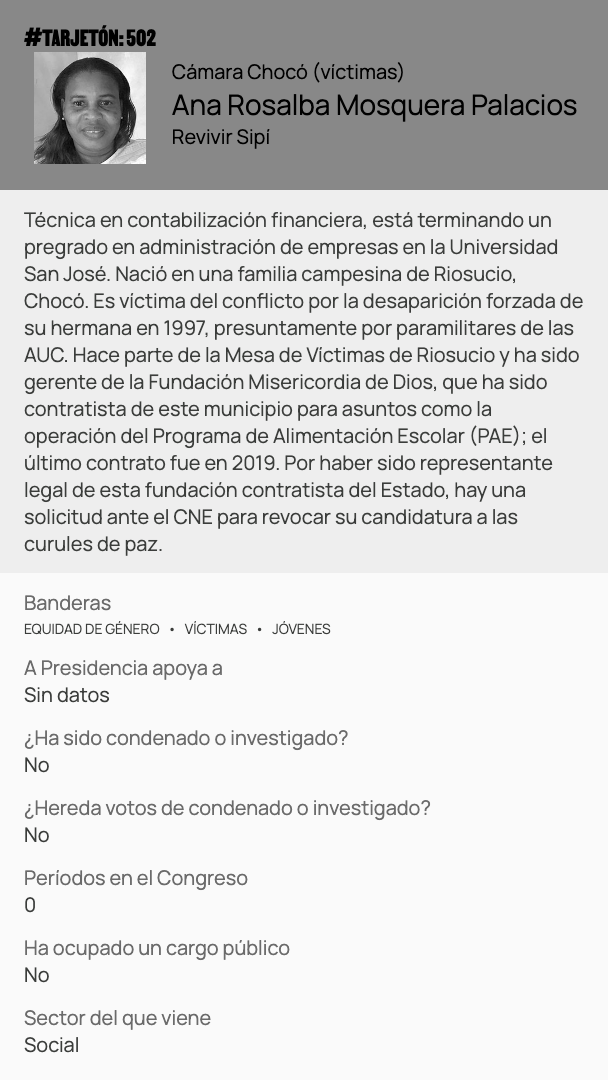 #TARJETÓN: 502
Cámara Chocó (víctimas)
Ana Rosalba Mosquera Palacios
Revivir Sipí
Técnica en contabilización financiera, está terminando un
pregrado en administración de empresas en la Universidad
San José. Nació en una familia campesina de Riosucio,
Chocó. Es víctima del conflicto por la desaparición forzada de
su hermana en 1997, presuntamente por paramilitares de las
AUC. Hace parte de la Mesa de Víctimas de Riosucio y ha sido
gerente de la Fundación Misericordia de Dios, que ha sido
contratista de este municipio para asuntos como la
operación del Programa de Alimentación Escolar (PAE); el
último contrato fue en 2019. Por haber sido representante
legal de esta fundación contratista del Estado, hay una
solicitud ante el CNE para revocar su candidatura a las
curules de paz.
Banderas
EQUIDAD DE GÉNERO • VÍCTIMAS • JÓVENES
A Presidencia apoya a
Sin datos
¿Ha sido condenado o investigado?
No
¿Hereda votos de condenado o investigado?
No
Períodos en el Congreso
0
Ha ocupado un cargo público
No
Sector del que viene
Social